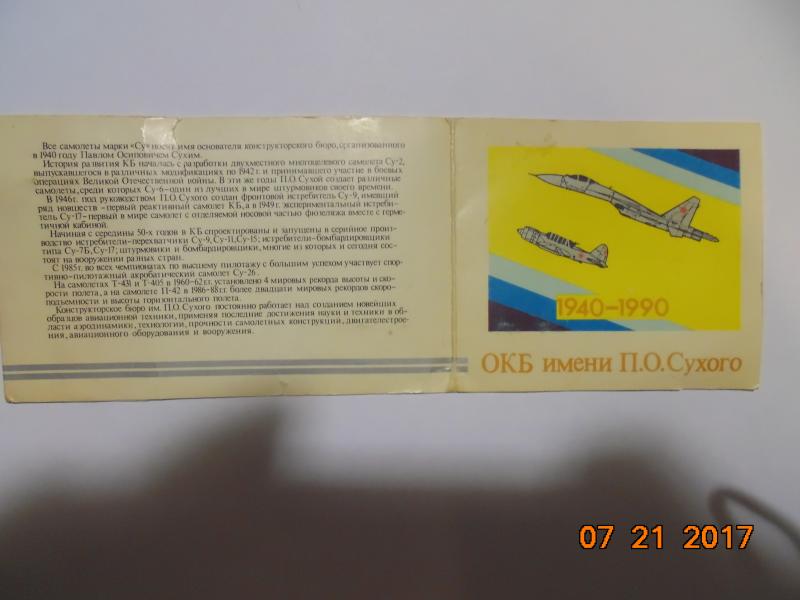 Все самолеты марки «Су» носят имя основателя конструкторского бюро, организованного
в 1940 году Павлом Осиповичем Сухим.
История развития КБ началась с разработки двухместного многоцелевого самолета Су-2,
выпускавшегося в различных модификациях по 1942 г. и принимавшего участие в боевых
операциях Великой Отечественной войны. В эти же годы П.О. Сухой создает различные
самолеты, среди которых Су-6-один из лучших в мире штурмовиков своего времени.
В 1946г. под руководством П.О. Сухого создан фронтовой истребитель Су-9, имевший
ряд новшеств -первый реактивный самолет КБ, а в 1949 г. экспериментальный истреби-
тель Су-17-первый в мире самолет с отделяемой носовой частью фюзеляжа вместе с герме-
тичной кабиной.
Начиная с середины 50-х годов в КБ спроектированы и запущены в серийное произ-
водство истребители-перехватчики Су-9, Су-11, Су-15; истребители-бомбардировщики
типа Су-7Б, Су-17; штурмовики и бомбардировщики, многие из которых и сегодня сос-
тоят на вооружении разных стран.
С 1985г. во всех чемпионатах по высшему пилотажу с большим успехом участвует спор-
тивно-пилотажный акробатический самолет Су-26.
На самолетах Т-431 и Т-405 в 1960-62г.г. установлено 4 мировых рекорда высоты и ско-
рости полета, а на самолете П-42 в 1986-88 г.г. более двадцати мировых рекордов скоро-
подъемности и высоты горизонтального полета.
Конструкторское бюро им. П.О. Сухого постоянно работает над созданием новейших
образцов авиационной техники, применяя последние достижения науки и техники в об-
ласти аэродинамики, технологии, прочности самолетных конструкций, двигателестрое-
ния, авиационного оборудования и вооружения.
1940-1990
ОКБ имени П.О.Сухого
07 21 2017